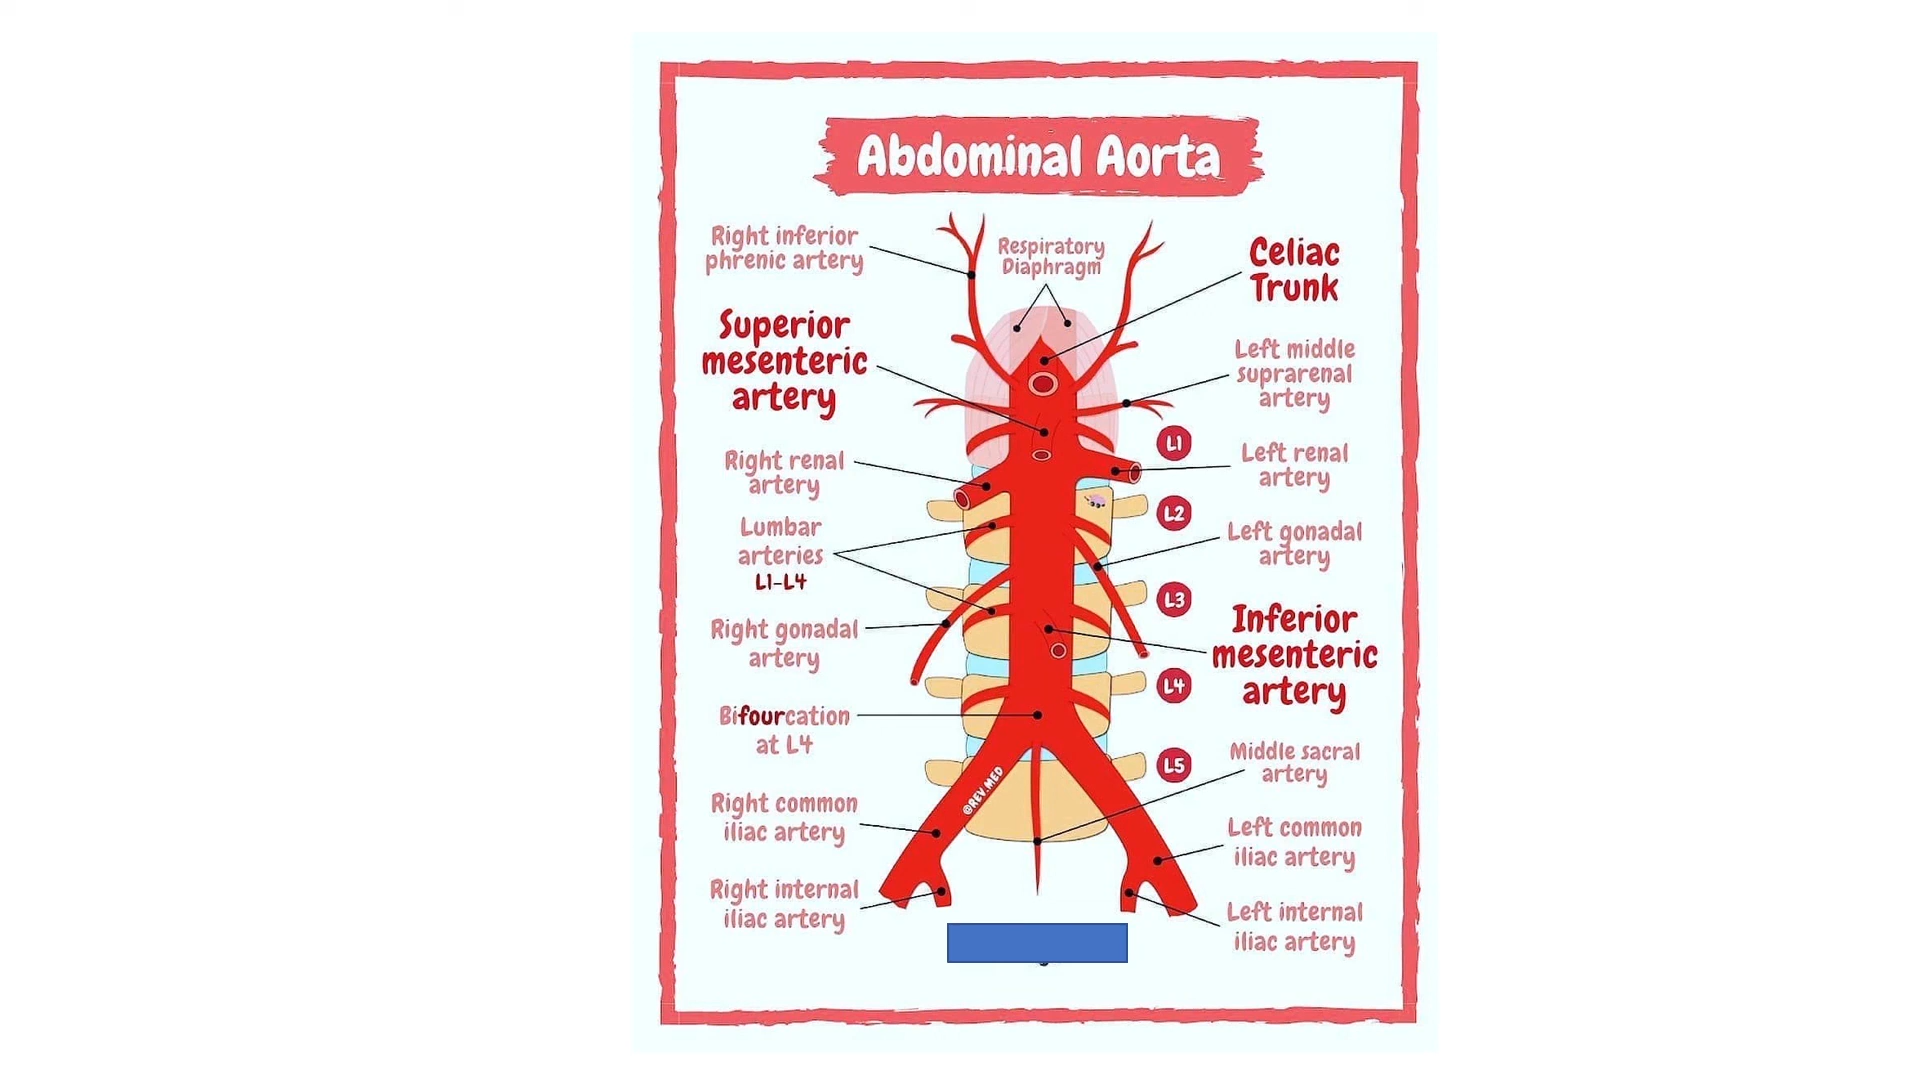 Abdominal Aorta
Right inferior
phrenic artery
Respiratory
Diaphragm
Celiac
Trunk
Superior
mesenteric
artery
Left middle
suprarenal
artery
L1
Right renal
artery
Left renal
artery
L2
Lumbar
arteries
L1-L4
Left gonadal
artery
L3
Right gonadal
artery
Inferior
mesenteric
artery
L4
Bifourcation
at L4
Middle sacral
artery
L5
@REV.MED
Right common
iliac artery
Left common
iliac artery
Right internal
iliac artery
Left internal
iliac artery